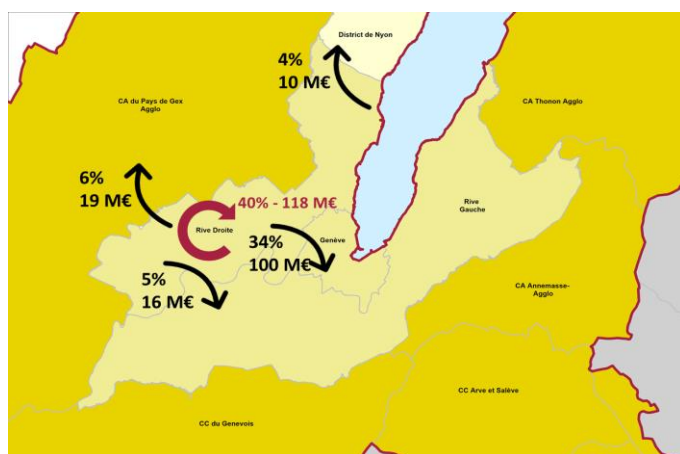 District de Nyon
4%
10 M€
CA du Pays de Gex
Agglo
CA Thonon Agglo
6%
19 M€
40% - 118 M€
Rive Droite
Rive
Gauche
34%
100 M€
Genève
5%
16 M€
CA Annemasse-
Agglo
CC Arve et Salève
CC du Genevois